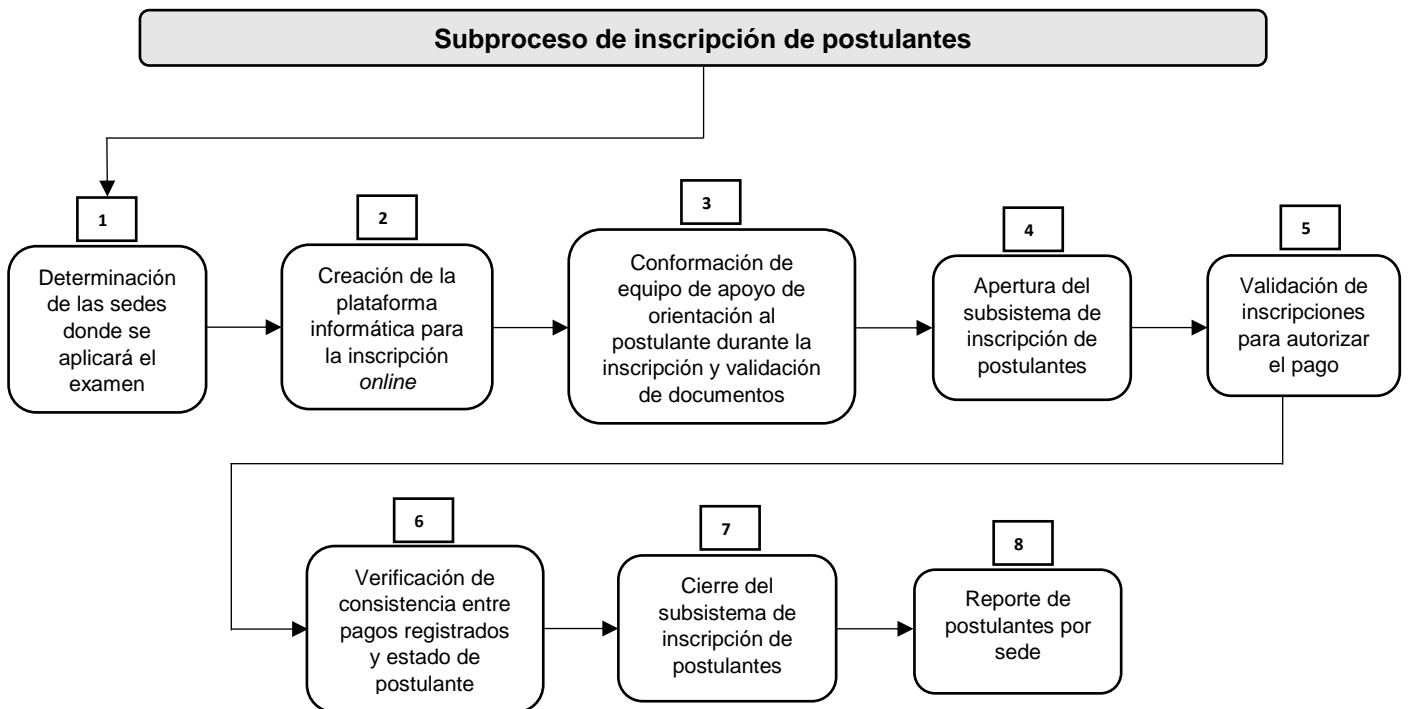 Subproceso de inscripción de postulantes
1
Determinación
de las sedes
donde se
aplicará el
examen
2
Creación de la
plataforma
informática para
la inscripción
online
3
Conformación de
equipo de apoyo de
orientación al
postulante durante la
inscripción y validación
de documentos
4
Apertura del
subsistema de
inscripción de
postulantes
5
Validación de
inscripciones
para autorizar
el pago
6
Verificación de
consistencia entre
pagos registrados
y estado de
postulante
7
Cierre del
subsistema de
inscripción de
postulantes
8
Reporte de
postulantes por
sede